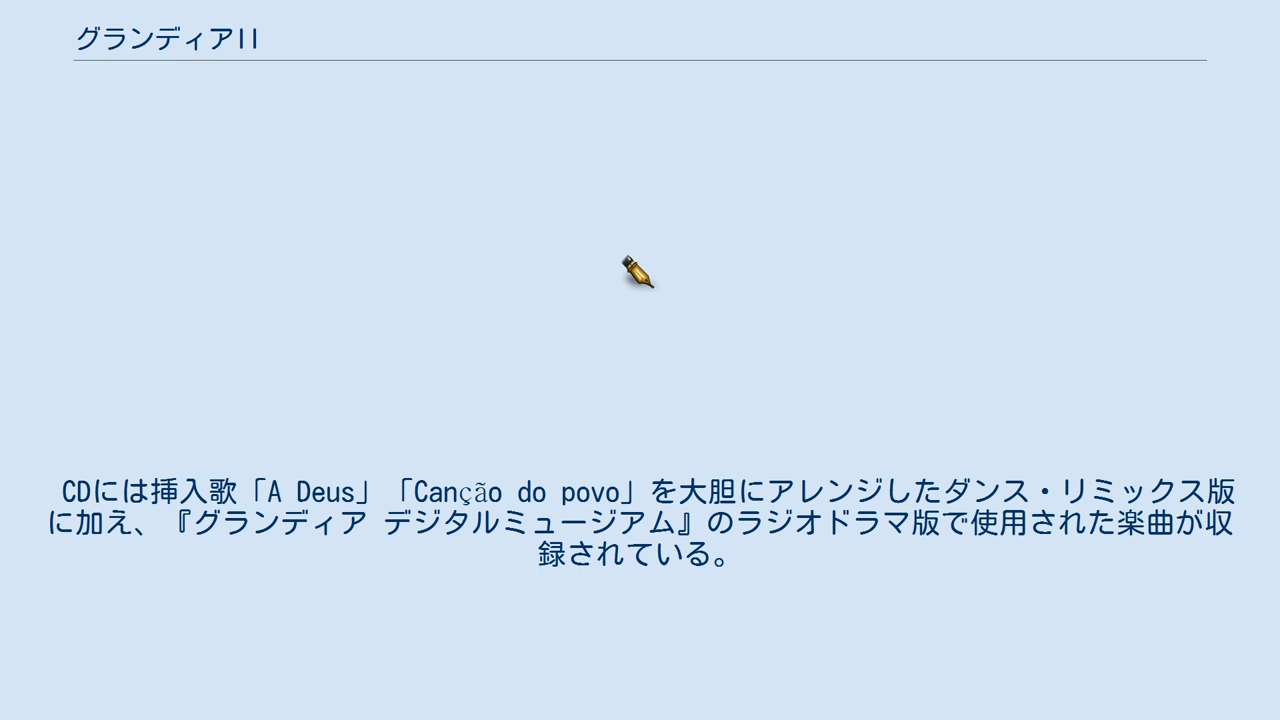 グランディアII
CDには挿入歌「A Deus」「Canção do povo」を大胆にアレンジしたダンス・リミックス版
に加え、『グランディア デジタルミュージアム』のラジオドラマ版で使用された楽曲が収
録されている。